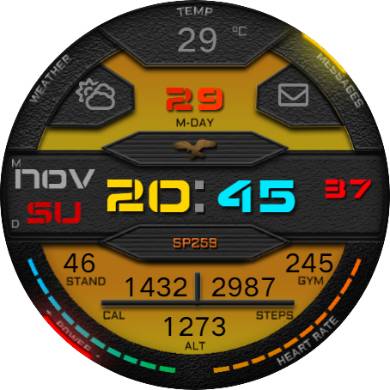 TEMP
29 °C
WEATHER
MESSAGES
29
M-DAY
M
NOV
20:45
37
D
SU
SP259
46
STAND
245
GYM
1432
2987
CAL
STEPS
1273
ALT
POWER
HEART RATE